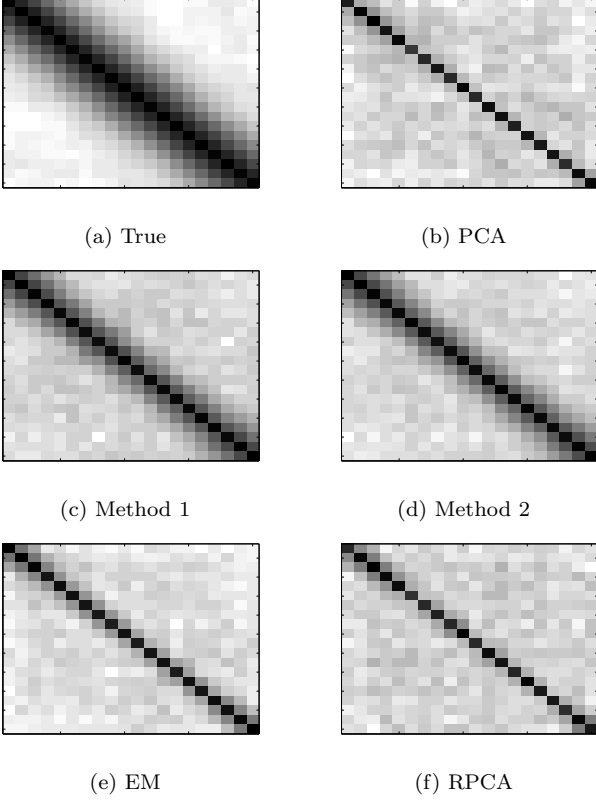 (a) True
(b) PCA
(c) Method 1
(d) Method 2
(e) EM
(f) RPCA